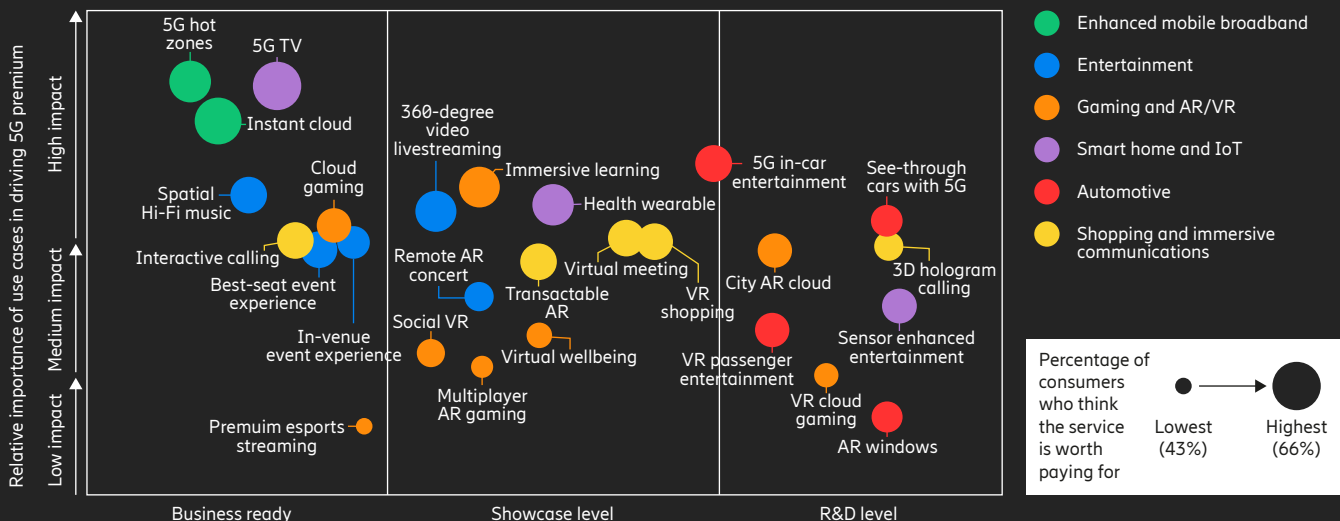 Relative importance of use cases in driving 5G premium
High impact
Medium impact
Low impact
5G hot
zones
5G TV
Instant cloud
Spatial
Hi-Fi music
Cloud
gaming
Interactive calling
Best-seat event
experience
In-venue
event experience
Premuim esports
streaming
360-degree
video
livestreaming
Immersive learning
Health wearable
Remote AR
concert
Transactable
AR
Virtual meeting
VR
shopping
Social VR
Virtual wellbeing
Multiplayer
AR gaming
5G in-car
entertainment
See-through
cars with 5G
City AR cloud
3D hologram
calling
Sensor enhanced
entertainment
VR passenger
entertainment
VR cloud
gaming
AR windows
Business ready
Showcase level
R&D level
Enhanced mobile broadband
Entertainment
Gaming and AR/VR
Smart home and IoT
Automotive
Shopping and immersive
communications
Percentage of
consumers
who think
the service
is worth
paying for
Lowest
(43%)
Highest
(66%)